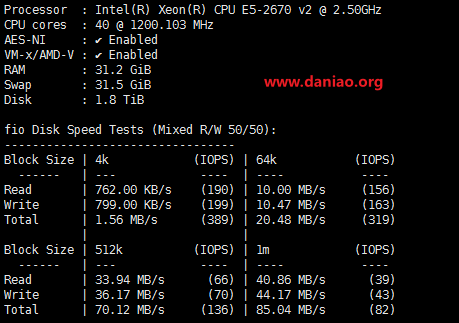 Processor  : Intel(R) Xeon(R) CPU E5-2670 v2 @ 2.50GHz
CPU cores  : 40 @ 1200.103 MHz
AES-NI     : ✔ Enabled
VM-x/AMD-V : ✔ Enabled
RAM        : 31.2 GiB
Swap       : 31.5 GiB
www.daniao.org
Disk       : 1.8 TiB
fio Disk Speed Tests (Mixed R/W 50/50):
---------------------------------
Block Size | 4k            (IOPS) | 64k           (IOPS)
  ------   | ---            ----  | ----           ----
Read       | 762.00 KB/s    (190) | 10.00 MB/s     (156)
Write      | 799.00 KB/s    (199) | 10.47 MB/s     (163)
Total      | 1.56 MB/s      (389) | 20.48 MB/s     (319)
           |                      |
Block Size | 512k          (IOPS) | 1m            (IOPS)
  ------   | ---            ----  | ----           ----
Read       | 33.94 MB/s      (66) | 40.86 MB/s      (39)
Write      | 36.17 MB/s      (70) | 44.17 MB/s      (43)
Total      | 70.12 MB/s     (136) | 85.04 MB/s      (82)